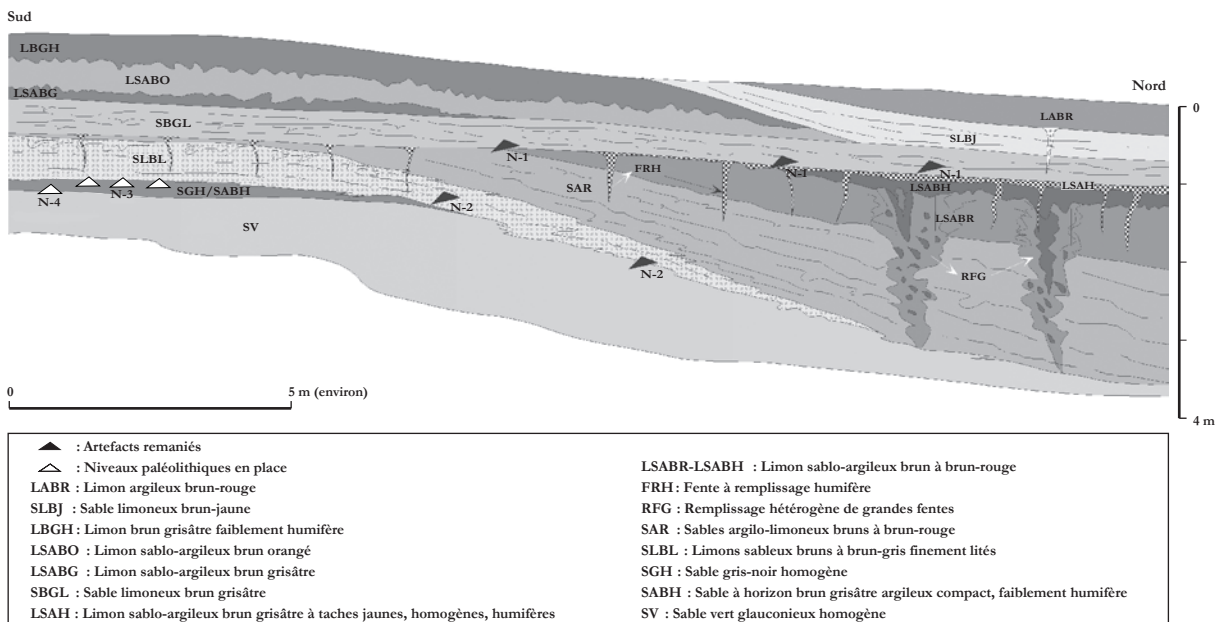 Sud
LBGH
LSABO
Nord
LSABG
0
LABR
SBGL
SLBJ
N-1
SLBL
FRH
N-1
N-1
LSABH
LSAH
SAR
N-4
N-3
SGH/SABH
N-2
LSABR
SV
N-2
RFG
0
5 m (environ)
4 m
: Artefacts remaniés
: Niveaux paléolithiques en place
LABR : Limon argileux brun-rouge
SLBJ : Sable limoneux brun-jaune
LBGH : Limon brun grisâtre faiblement humifère
LSABO : Limon sablo-argileux brun orangé
LSABG : Limon sablo-argileux brun grisâtre
SBGL : Sable limoneux brun grisâtre
LSAH : Limon sablo-argileux brun grisâtre à taches jaunes, homogènes, humifères
LSABR-LSABH : Limon sablo-argileux brun à brun-rouge
FRH : Fente à remplissage humifère
RFG : Remplissage hétérogène de grandes fentes
SAR : Sables argilo-limoneux bruns à brun-rouge
SLBL : Limons sableux bruns à brun-gris finement lités
SGH : Sable gris-noir homogène
SABH : Sable à horizon brun grisâtre argileux compact, faiblement humifère
SV : Sable vert glauconieux homogène